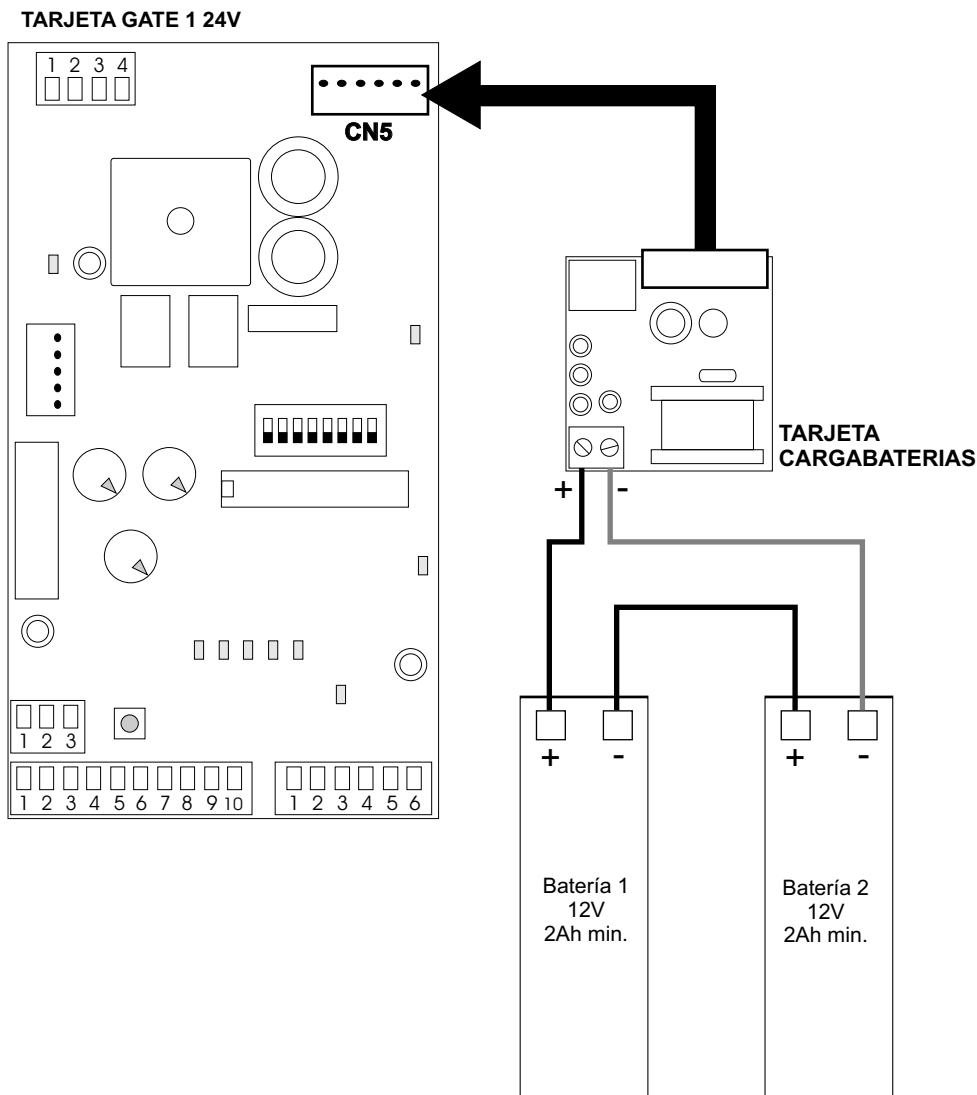 TARJETA GATE 1 24V
1 2 3 4
CN5
TARJETA
CARGABATERIAS
+ -
1 2 3
1 2 3 4 5 6 7 8 9 10
1 2 3 4 5 6
+ - + -
Batería 1
12V
2Ah min.
Batería 2
12V
2Ah min.